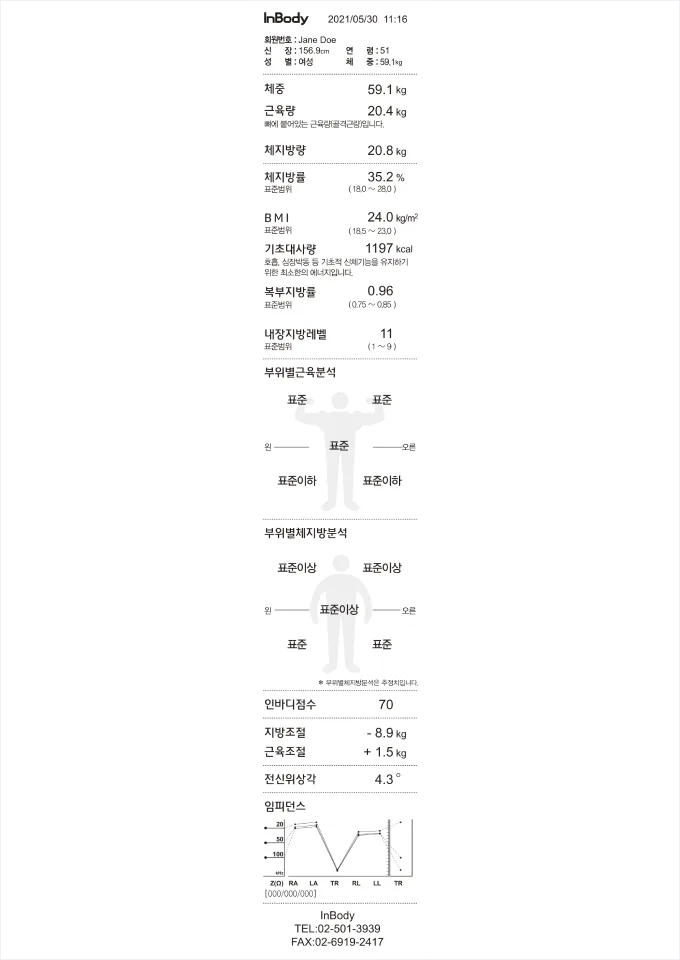 InBody 2021/05/30 11:16
회원번호 : Jane Doe
신 장 : 156.9cm 연 령 : 51
성 별 : 여성 체 중 : 59.1kg
체중 59.1 kg
근육량 20.4 kg
뼈에 붙어있는 근육량(골격근량)입니다.
체지방량 20.8 kg
체지방률 35.2 %
표준범위 ( 18.0 ~ 28.0 )
B M I 24.0 kg/m²
표준범위 ( 18.5 ~ 23.0 )
기초대사량 1197 kcal
호흡, 심장박동 등 기초적 신체기능을 유지하기
위한 최소한의 에너지입니다.
복부지방률 0.96
표준범위 ( 0.75 ~ 0.85 )
내장지방레벨 11
표준범위 ( 1 ~ 9 )
부위별근육분석
표준 표준
왼 표준 오른
표준이하 표준이하
부위별체지방분석
표준이상 표준이상
왼 표준이상 오른
표준 표준
* 부위별체지방분석은 추정치입니다.
인바디점수 70
지방조절 - 8.9 kg
근육조절 + 1.5 kg
전신위상각 4.3 °
임피던스
20
50
100
kHz
Z(Ω) RA LA TR RL LL TR
[000/000/000]
InBody
TEL:02-501-3939
FAX:02-6919-2417